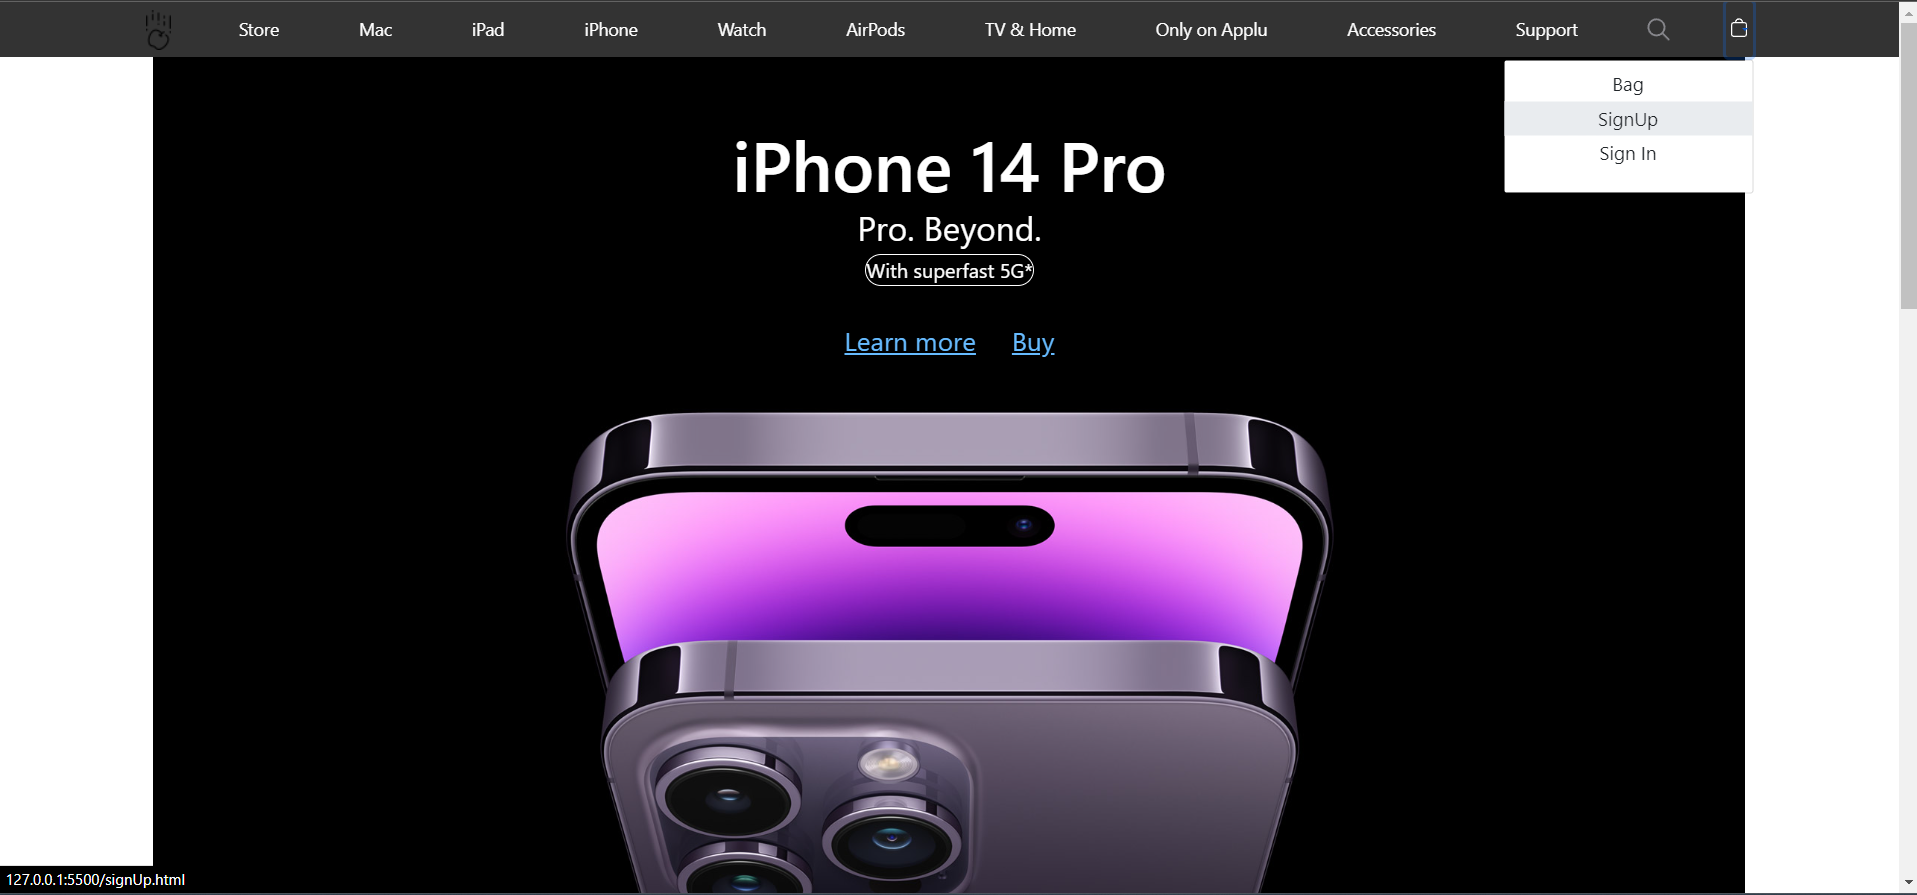 Store Mac iPad iPhone Watch AirPods TV & Home Only on Applu Accessories Support
Bag
SignUp
Sign In
iPhone 14 Pro
Pro. Beyond.
With superfast 5G*
Learn more Buy
127.0.0.1:5500/signUp.html